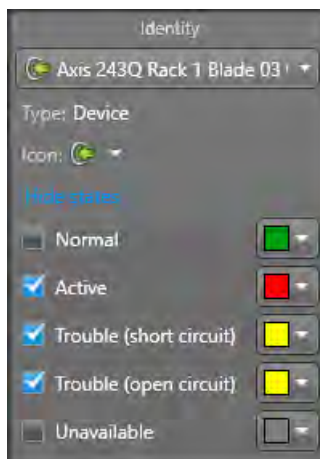 Identity
Axis 243Q Rack 1 Blade 03
Type: Device
Icon:
Hide states
Normal
Active
Trouble (short circuit)
Trouble (open circuit)
Unavailable